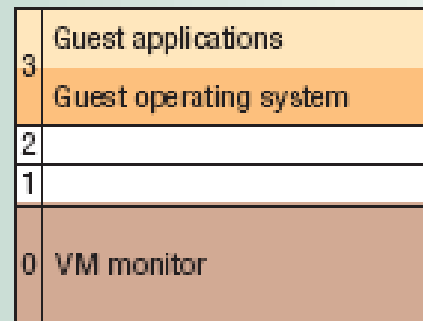 3 Guest applications
Guest operating system
2
1
0 VM monitor